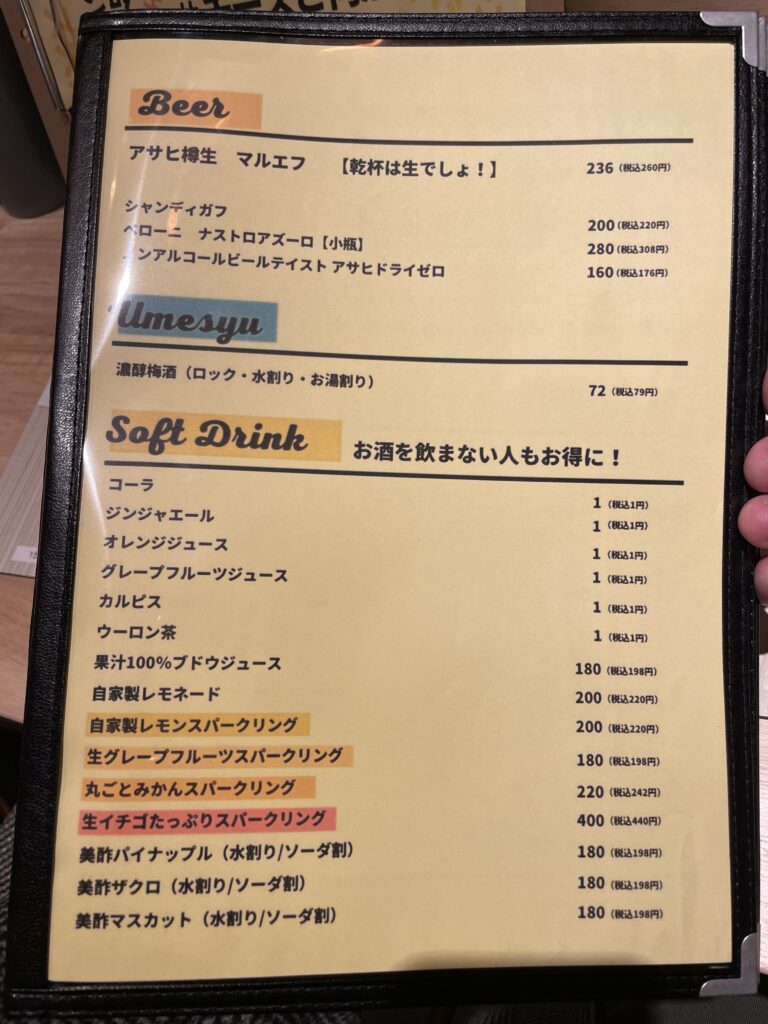 Beer
アサヒ樽生　マルエフ　【乾杯は生でしょ！】 236（税込260円）
シャンディガフ 200（税込220円）
ペローニ　ナストロアズーロ【小瓶】 280（税込308円）
ノンアルコールビールテイスト アサヒドライゼロ 160（税込176円）
Umesyu
濃醇梅酒（ロック・水割り・お湯割り） 72（税込79円）
Soft Drink お酒を飲まない人もお得に！
コーラ 1（税込1円）
ジンジャエール 1（税込1円）
オレンジジュース 1（税込1円）
グレープフルーツジュース 1（税込1円）
カルピス 1（税込1円）
ウーロン茶 1（税込1円）
果汁100%ブドウジュース 180（税込198円）
自家製レモネード 200（税込220円）
自家製レモンスパークリング 200（税込220円）
生グレープフルーツスパークリング 180（税込198円）
丸ごとみかんスパークリング 220（税込242円）
生イチゴたっぷりスパークリング 400（税込440円）
美酢パイナップル（水割り/ソーダ割） 180（税込198円）
美酢ザクロ（水割り/ソーダ割） 180（税込198円）
美酢マスカット（水割り/ソーダ割） 180（税込198円）